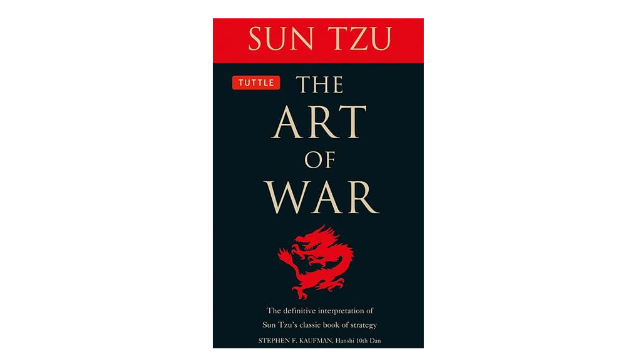 SUN TZU
TUTTLE
THE
ART
OF
WAR
The definitive interpretation of
Sun Tzu's classic book of strategy
STEPHEN F. KAUFMAN, Hanshi 10th Dan